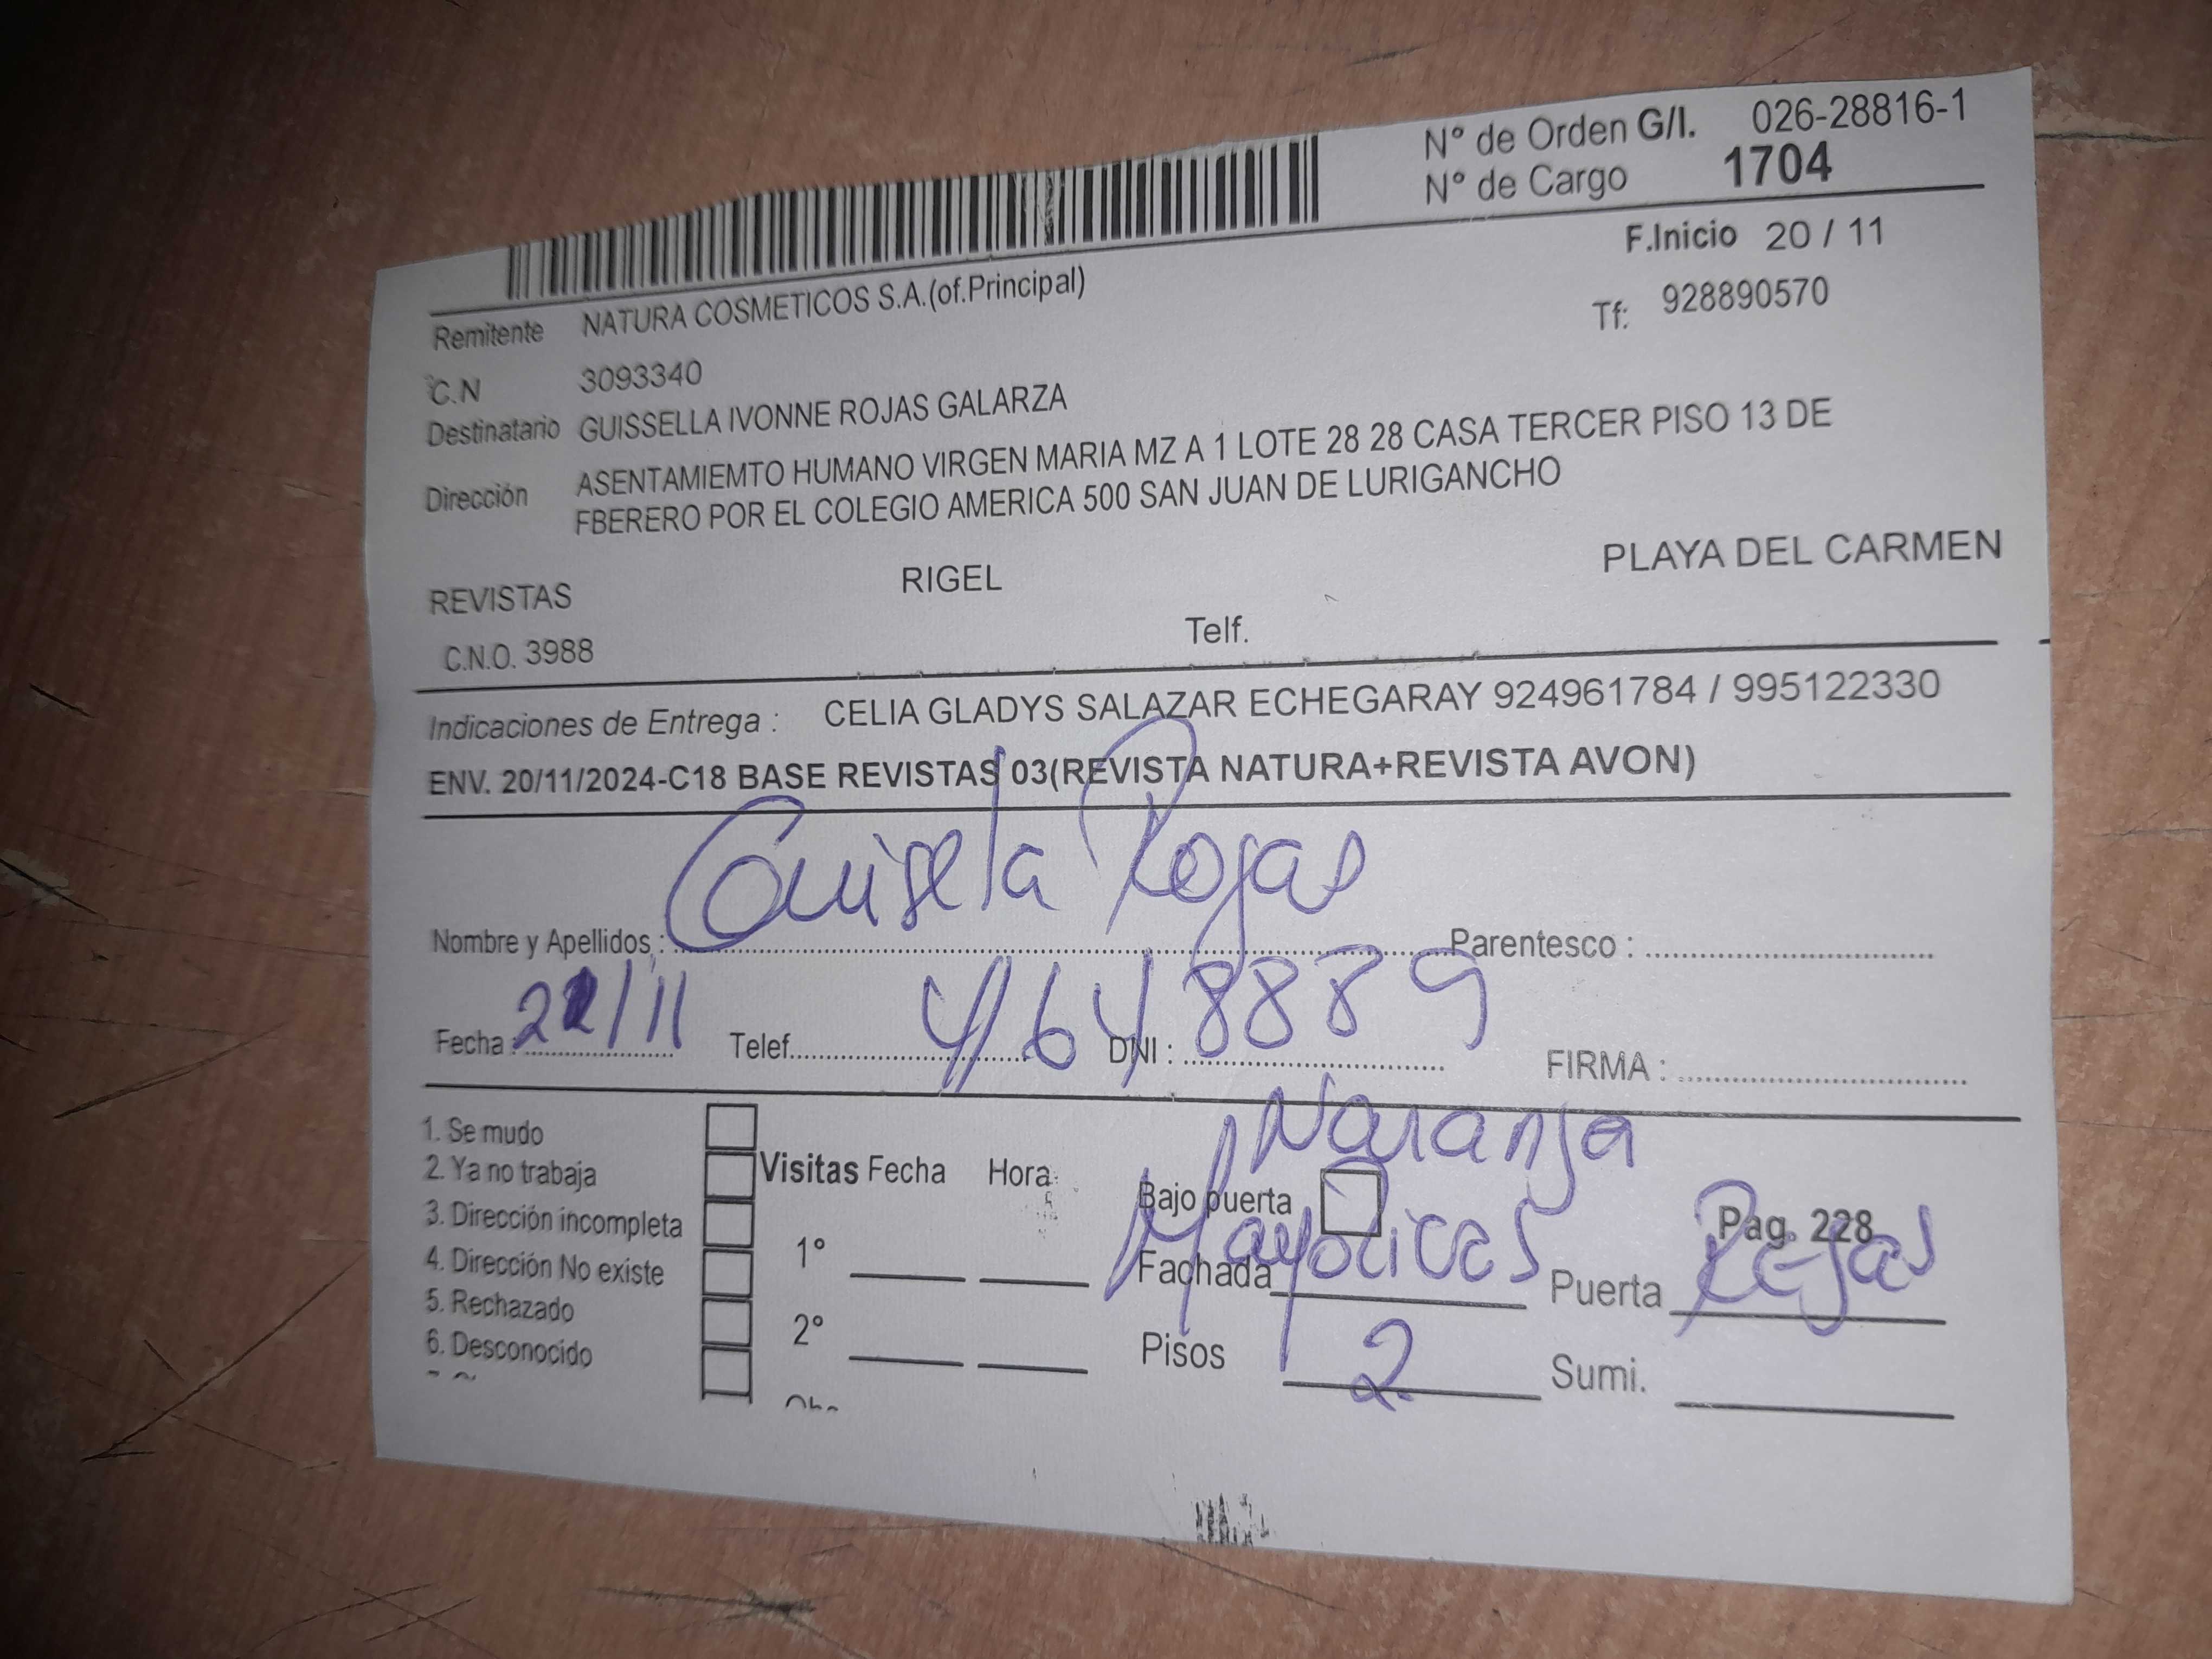 N° de Orden G/I. 026-28816-1
N° de Cargo 1704
F.Inicio 20 / 11
Remitente NATURA COSMETICOS S.A.(of.Principal)
Tf: 928890570
C.N 3093340
Destinatario GUISSELLA IVONNE ROJAS GALARZA
Dirección ASENTAMIEMTO HUMANO VIRGEN MARIA MZ A 1 LOTE 28 28 CASA TERCER PISO 13 DE
FBERERO POR EL COLEGIO AMERICA 500 SAN JUAN DE LURIGANCHO
REVISTAS RIGEL PLAYA DEL CARMEN
C.N.O. 3988 Telf.
Indicaciones de Entrega : CELIA GLADYS SALAZAR ECHEGARAY 924961784 / 995122330
ENV. 20/11/2024-C18 BASE REVISTAS 03(REVISTA NATURA+REVISTA AVON)
Nombre y Apellidos : Guisela Rojas Parentesco :
Fecha : 22/11 Telef. DNI : 46488889 FIRMA :
1. Se mudo
2. Ya no trabaja
3. Dirección incompleta
4. Dirección No existe
5. Rechazado
6. Desconocido
Visitas Fecha Hora
1°
2°
Naranja
Bajo puerta Pag. 228
Fachada Mayolicas Puerta Rejas
Pisos 2 Sumi.